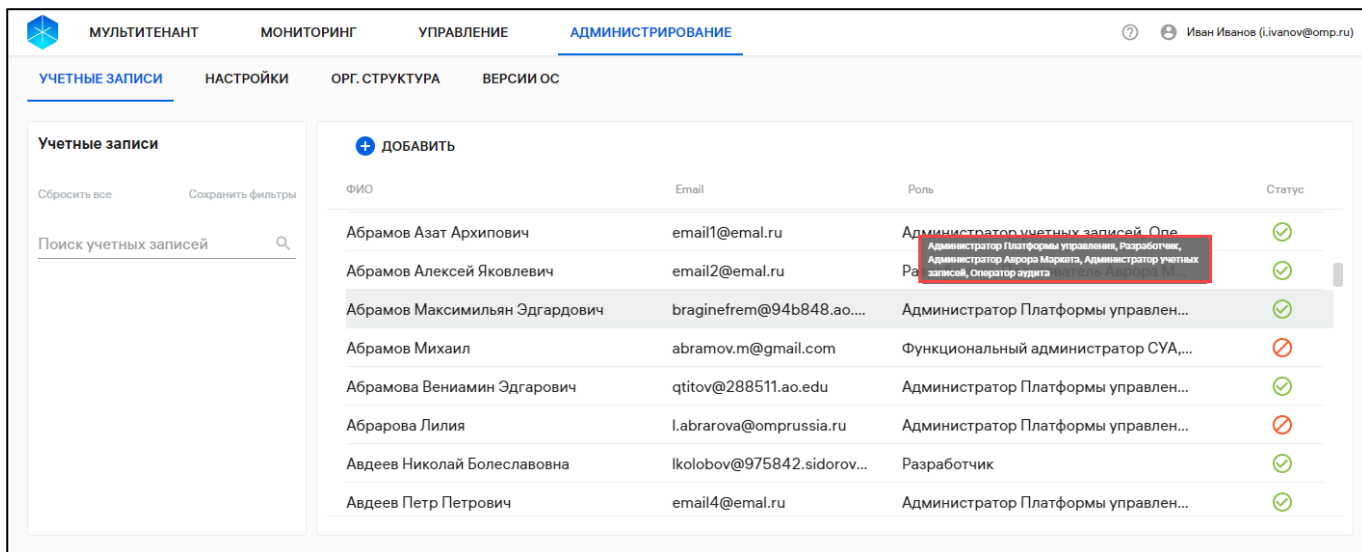 МУЛЬТИТЕНАНТ МОНИТОРИНГ УПРАВЛЕНИЕ АДМИНИСТРИРОВАНИЕ Иван Иванов (i.ivanov@omp.ru)
УЧЕТНЫЕ ЗАПИСИ НАСТРОЙКИ ОРГ. СТРУКТУРА ВЕРСИИ ОС
Учетные записи
Сбросить все Сохранить фильтры
Поиск учетных записей
ДОБАВИТЬ
ФИО Email Роль Статус
Абрамов Азат Архипович email1@emal.ru Администратор учетных записей, Опе...
Администратор Платформы управления, Разработчик,
Администратор Аврора Маркета, Администратор учетных
записей, Оператор аудита
Абрамов Алексей Яковлевич email2@emal.ru Аврора М...
Абрамов Максимильян Эдгардович braginefrem@94b848.ao.... Администратор Платформы управлен...
Абрамов Михаил abramov.m@gmail.com Функциональный администратор СУА,...
Абрамова Вениамин Эдгарович qtitov@288511.ao.edu Администратор Платформы управлен...
Абрарова Лилия l.abrarova@omprussia.ru Администратор Платформы управлен...
Авдеев Николай Болеславовна lkolobov@975842.sidorov... Разработчик
Авдеев Петр Петрович email4@emal.ru Администратор Платформы управлен...